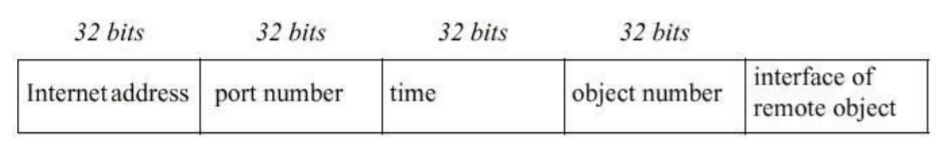 32 bits 32 bits 32 bits 32 bits
Internet address port number time object number interface of
remote object